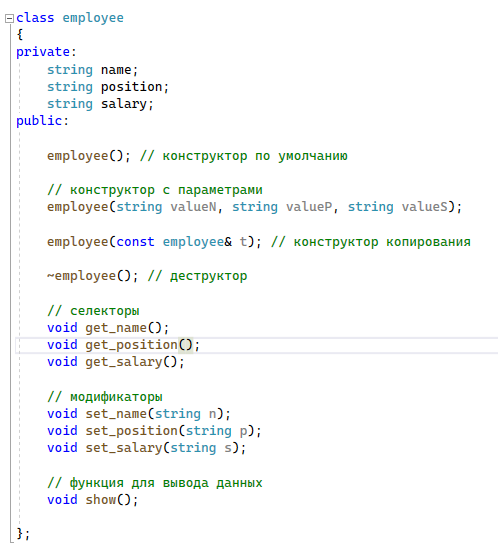 class employee
{
private:
    string name;
    string position;
    string salary;
public:
    employee(); // конструктор по умолчанию
    // конструктор с параметрами
    employee(string valueN, string valueP, string valueS);
    employee(const employee& t); // конструктор копирования
    ~employee(); // деструктор
    // селекторы
    void get_name();
    void get_position();
    void get_salary();
    // модификаторы
    void set_name(string n);
    void set_position(string p);
    void set_salary(string s);
    // функция для вывода данных
    void show();
};